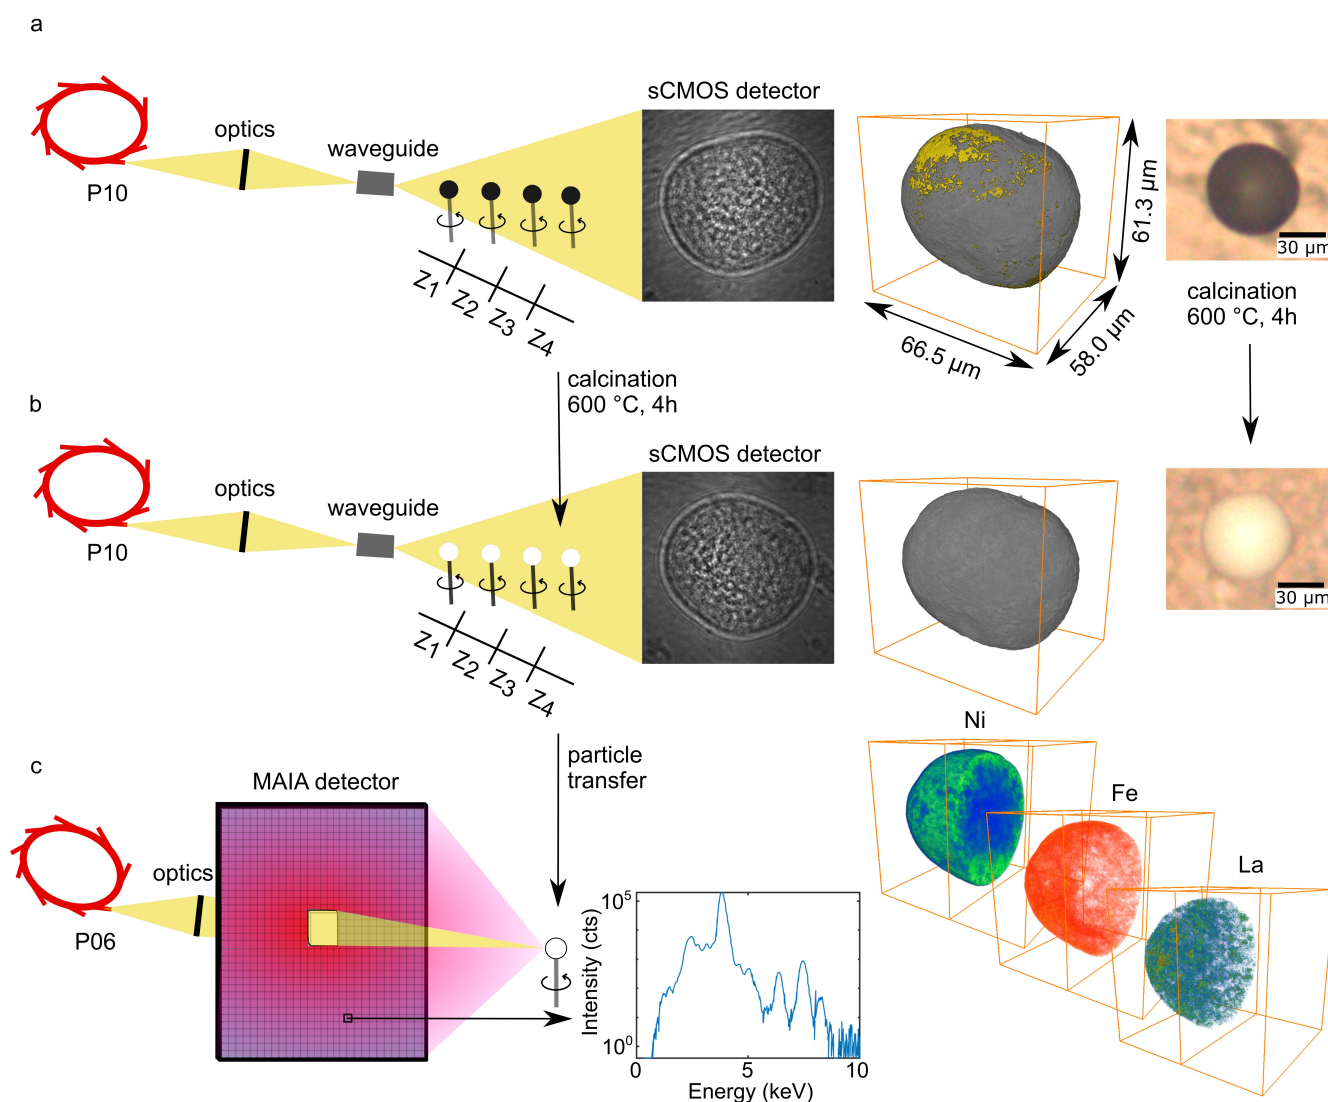 a
sCMOS detector
optics
waveguide
P10
Z1
Z2
Z3
Z4
66.5 µm
58.0 µm
61.3 µm
30 µm
calcination
600 °C, 4h
calcination
600 °C, 4h
b
sCMOS detector
optics
waveguide
P10
Z1
Z2
Z3
Z4
30 µm
particle
transfer
c
MAIA detector
optics
P06
Intensity (cts)
10^5
10^0
0
5
10
Energy (keV)
Ni
Fe
La